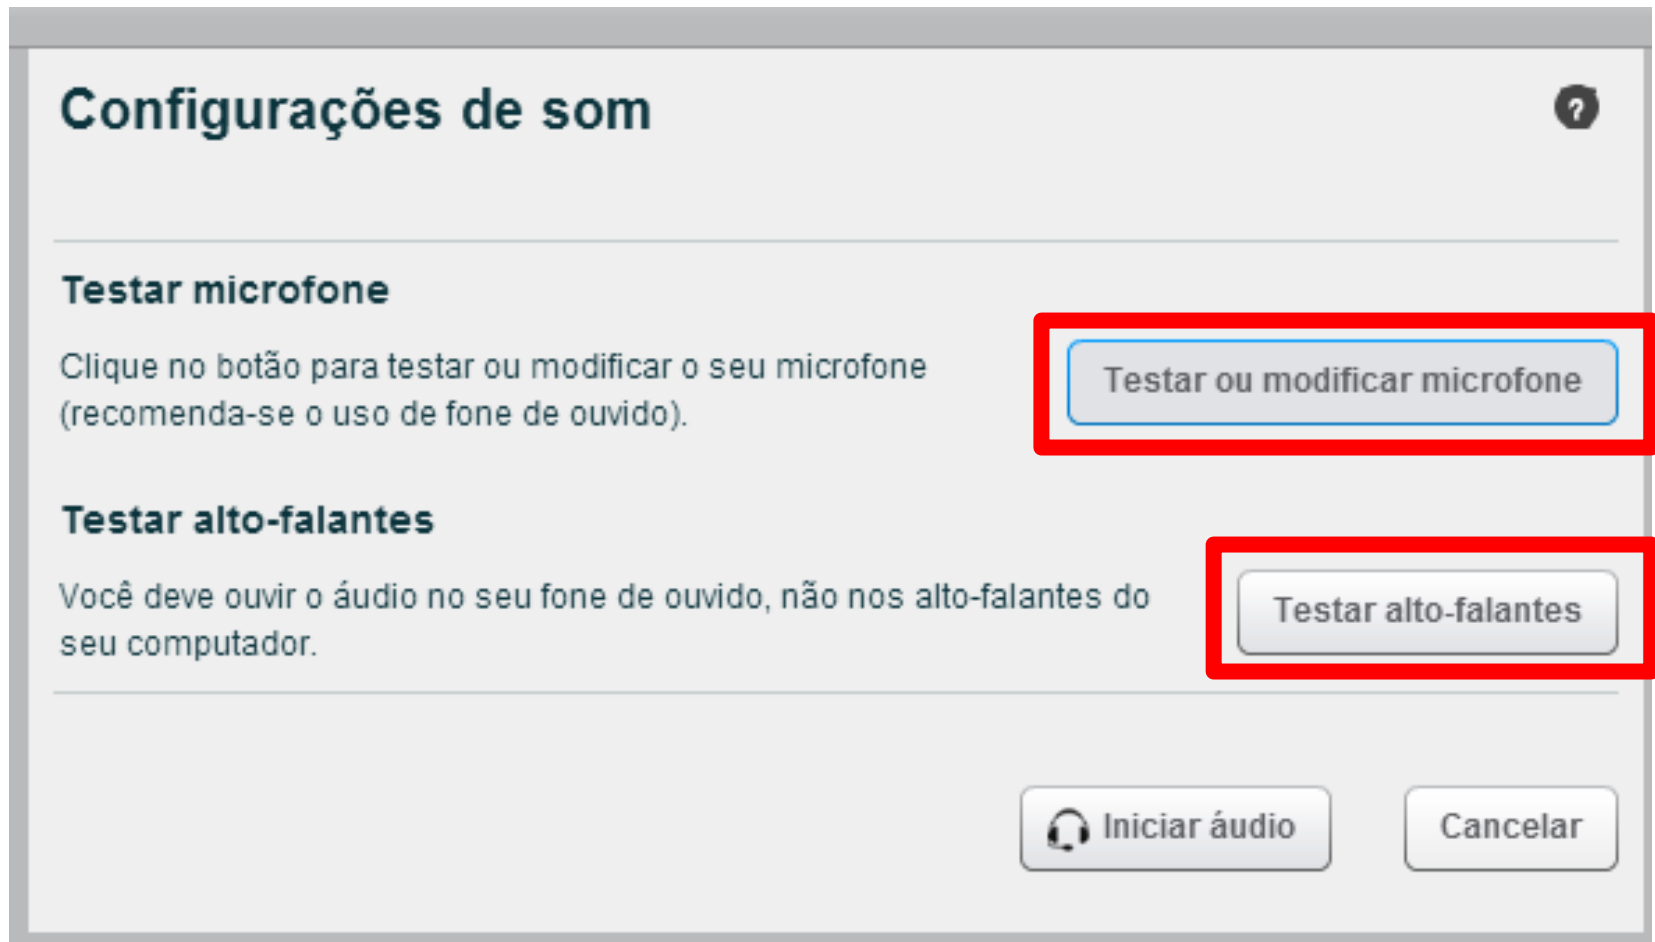 Configurações de som
?
Testar microfone
Clique no botão para testar ou modificar o seu microfone
(recomenda-se o uso de fone de ouvido).
Testar ou modificar microfone
Testar alto-falantes
Você deve ouvir o áudio no seu fone de ouvido, não nos alto-falantes do
seu computador.
Testar alto-falantes
Iniciar áudio
Cancelar